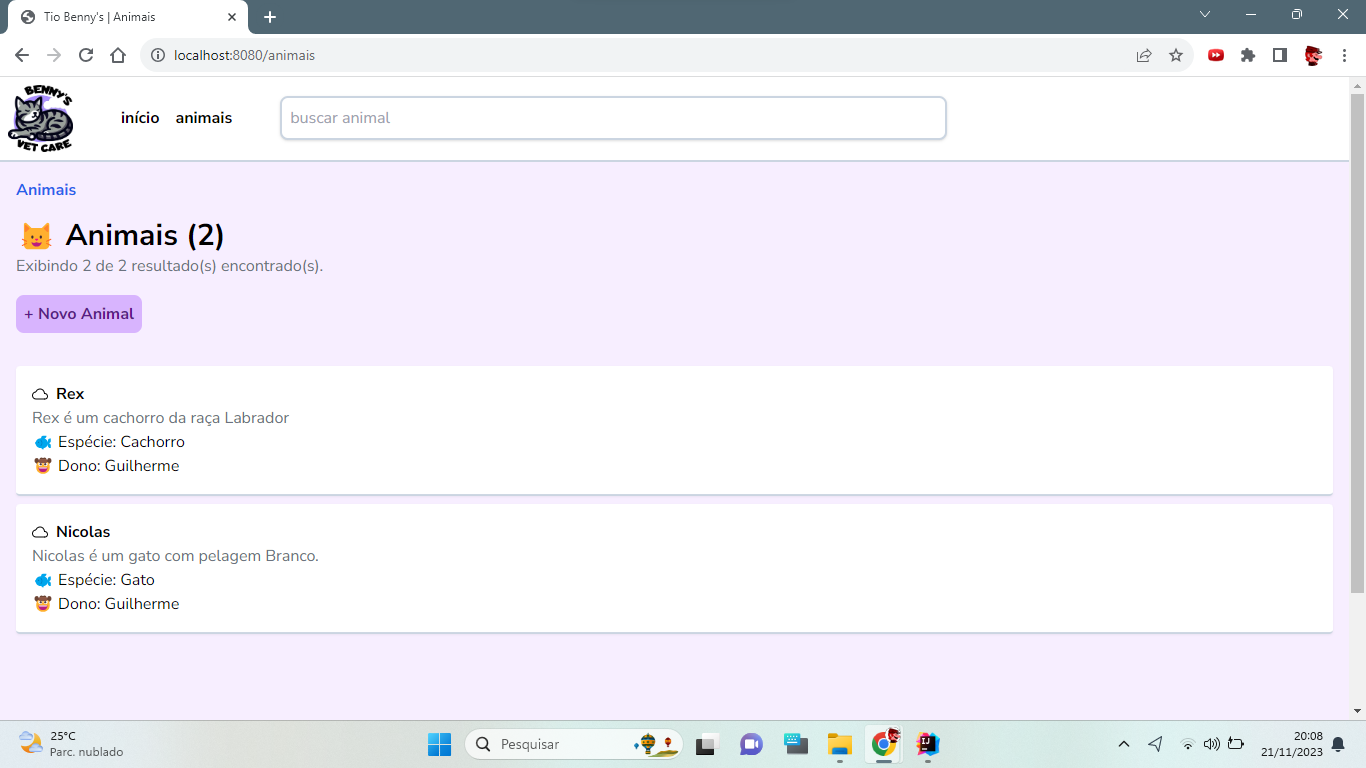 Tio Benny's | Animais
localhost:8080/animais
BENNY'S
VET CARE
início animais buscar animal
Animais
Animais (2)
Exibindo 2 de 2 resultado(s) encontrado(s).
+ Novo Animal
Rex
Rex é um cachorro da raça Labrador
Espécie: Cachorro
Dono: Guilherme
Nicolas
Nicolas é um gato com pelagem Branco.
Espécie: Gato
Dono: Guilherme
25°C
Parc. nublado
Pesquisar
20:08
21/11/2023